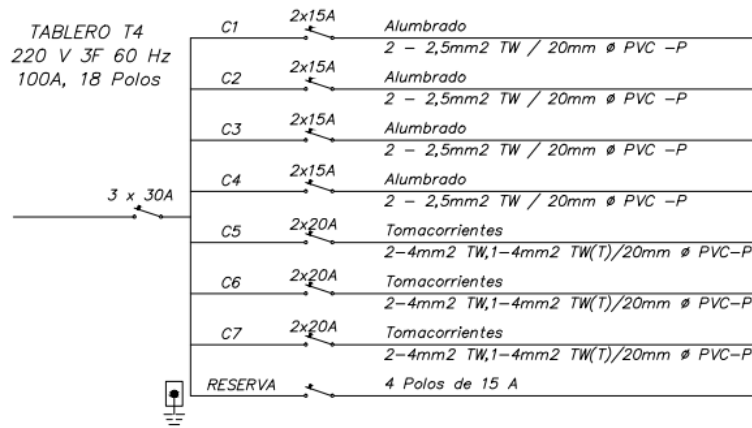 TABLERO T4
220 V 3F 60 Hz
100A, 18 Polos
3 x 30A
C1 2x15A Alumbrado
2 - 2,5mm2 TW / 20mm ø PVC -P
C2 2x15A Alumbrado
2 - 2,5mm2 TW / 20mm ø PVC -P
C3 2x15A Alumbrado
2 - 2,5mm2 TW / 20mm ø PVC -P
C4 2x15A Alumbrado
2 - 2,5mm2 TW / 20mm ø PVC -P
C5 2x20A Tomacorrientes
2-4mm2 TW,1-4mm2 TW(T)/20mm ø PVC-P
C6 2x20A Tomacorrientes
2-4mm2 TW,1-4mm2 TW(T)/20mm ø PVC-P
C7 2x20A Tomacorrientes
2-4mm2 TW,1-4mm2 TW(T)/20mm ø PVC-P
RESERVA 4 Polos de 15 A